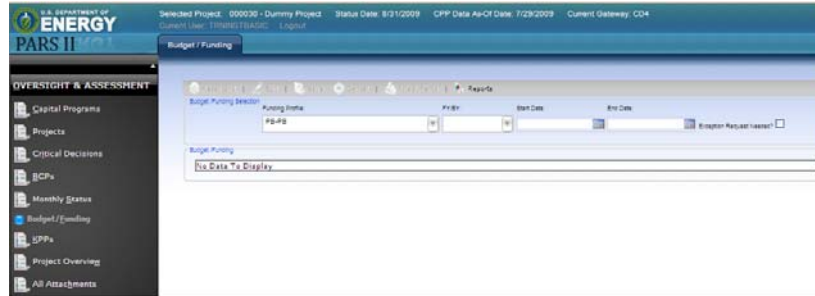 U.S. DEPARTMENT OF
ENERGY
PARS II
Selected Project: 000030 - Dummy Project Status Date: 8/31/2009 CPP Data As-Of Date: 7/29/2009 Current Gateway: CD4
Current User: Logout
Budget / Funding
OVERSIGHT & ASSESSMENT
Capital Programs
Projects
Critical Decisions
BCPs
Monthly Status
Budget/Funding
KPPs
Project Overview
All Attachments
Reports
Budget Funding Selection
Funding Profile: FY/BY: Start Date: End Date:
PB-PB
Exception Request Needed?
Budget Funding
No Data To Display